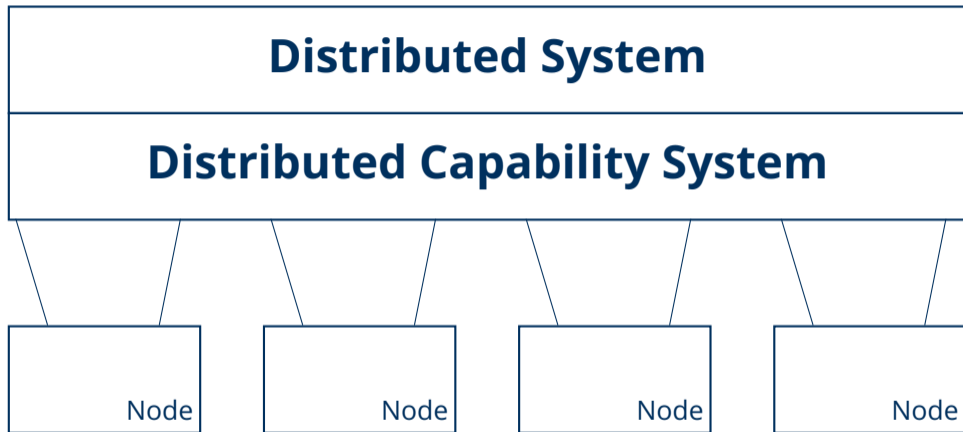 Distributed System
Distributed Capability System
Node
Node
Node
Node